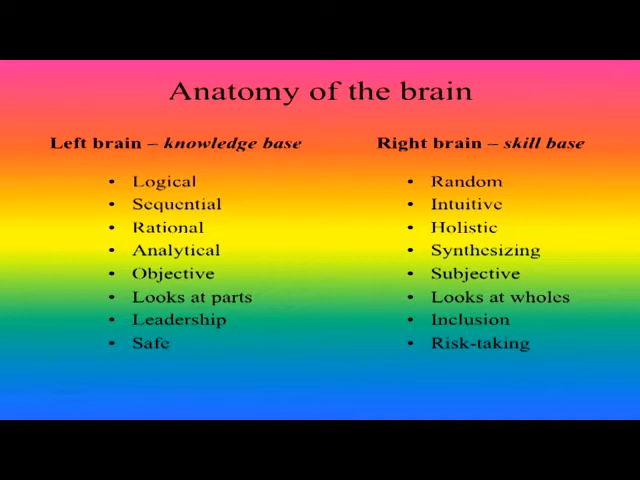 Anatomy of the brain
Left brain – knowledge base
• Logical
• Sequential
• Rational
• Analytical
• Objective
• Looks at parts
• Leadership
• Safe
Right brain – skill base
• Random
• Intuitive
• Holistic
• Synthesizing
• Subjective
• Looks at wholes
• Inclusion
• Risk-taking